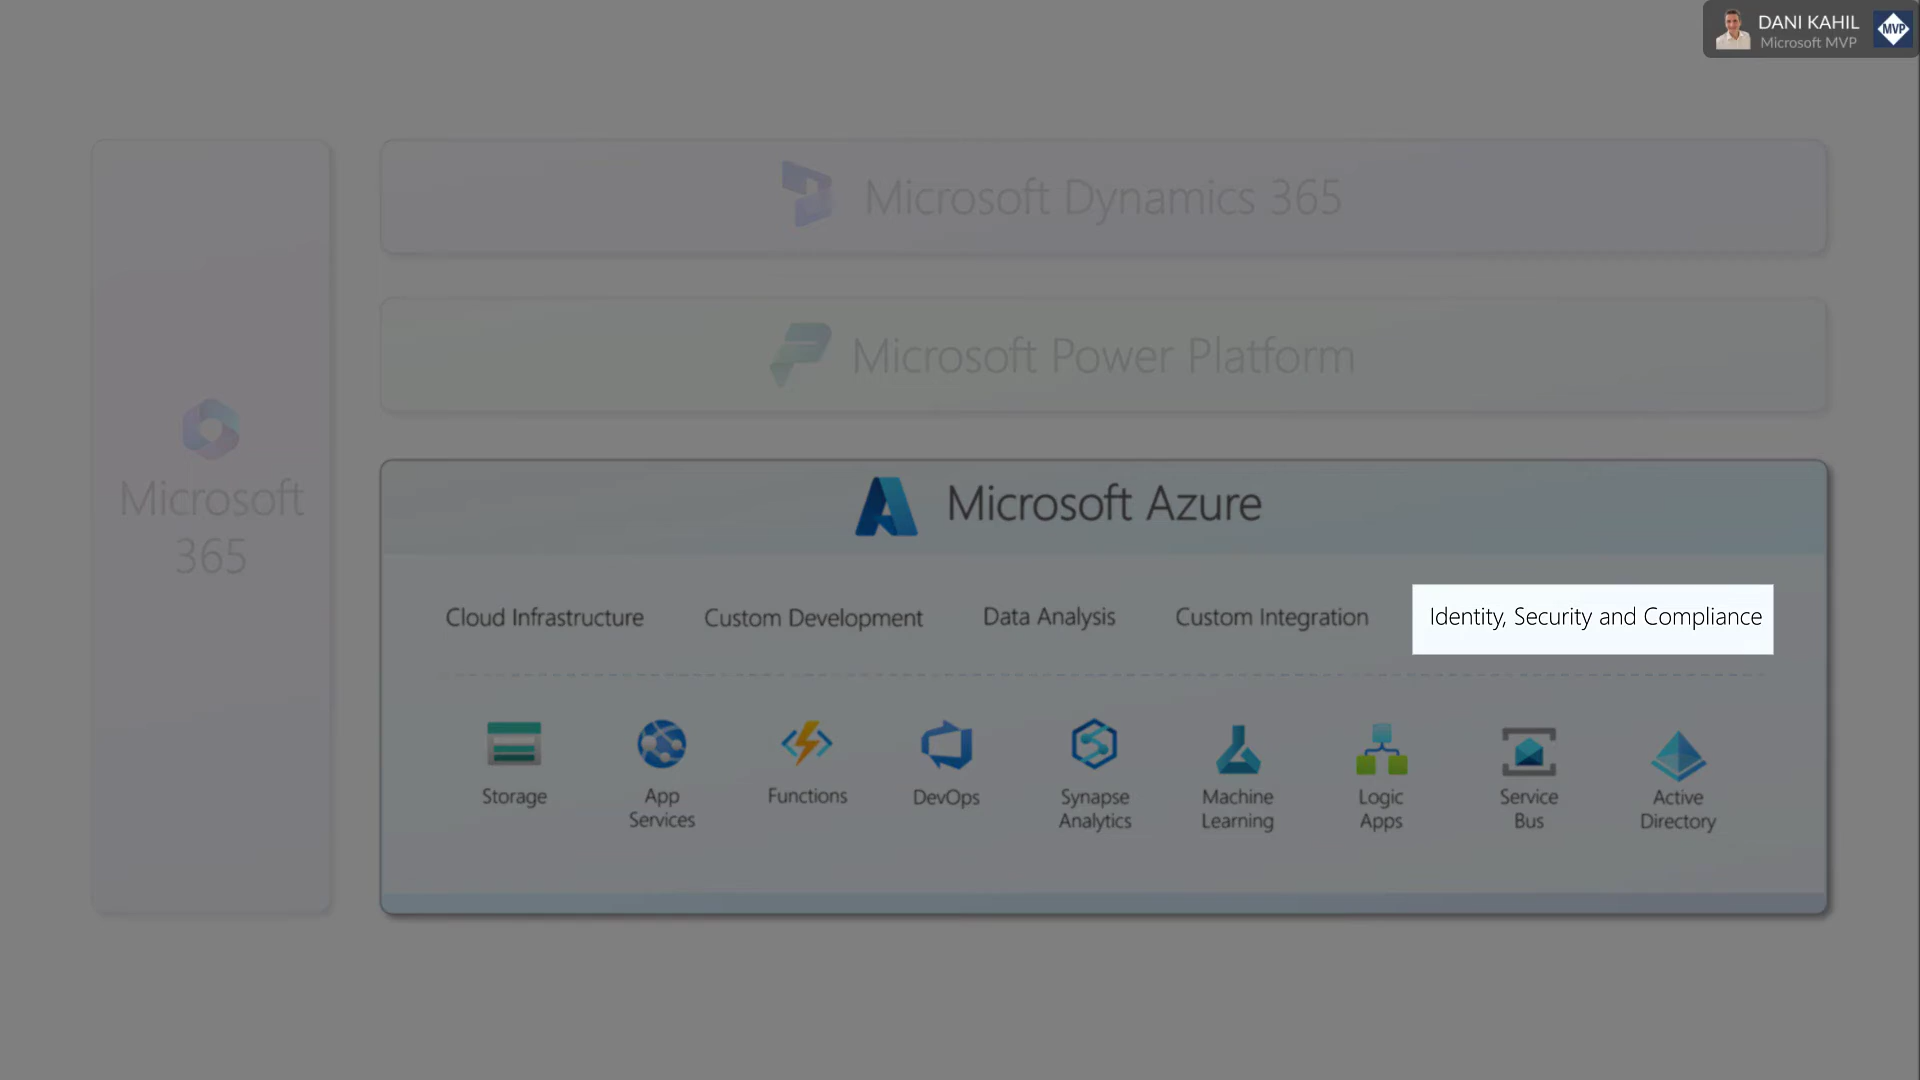 DANI KAHIL
Microsoft MVP
MVP
Microsoft Dynamics 365
Microsoft Power Platform
Microsoft
365
Microsoft Azure
Cloud Infrastructure
Custom Development
Data Analysis
Custom Integration
Identity, Security and Compliance
Storage
App
Services
Functions
DevOps
Synapse
Analytics
Machine
Learning
Logic
Apps
Service
Bus
Active
Directory